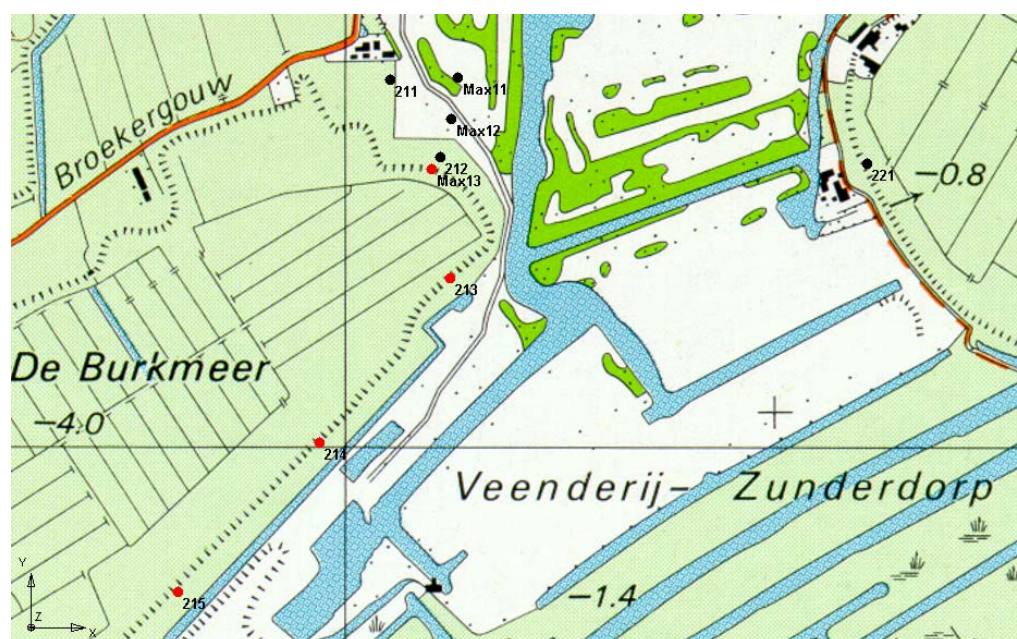 Broekergouw
211
Max11
Max12
212
Max13
221
−0.8
213
De Burkmeer
−4.0
214
Veenderij– Zunderdorp
215
−1.4
Y
Z
X